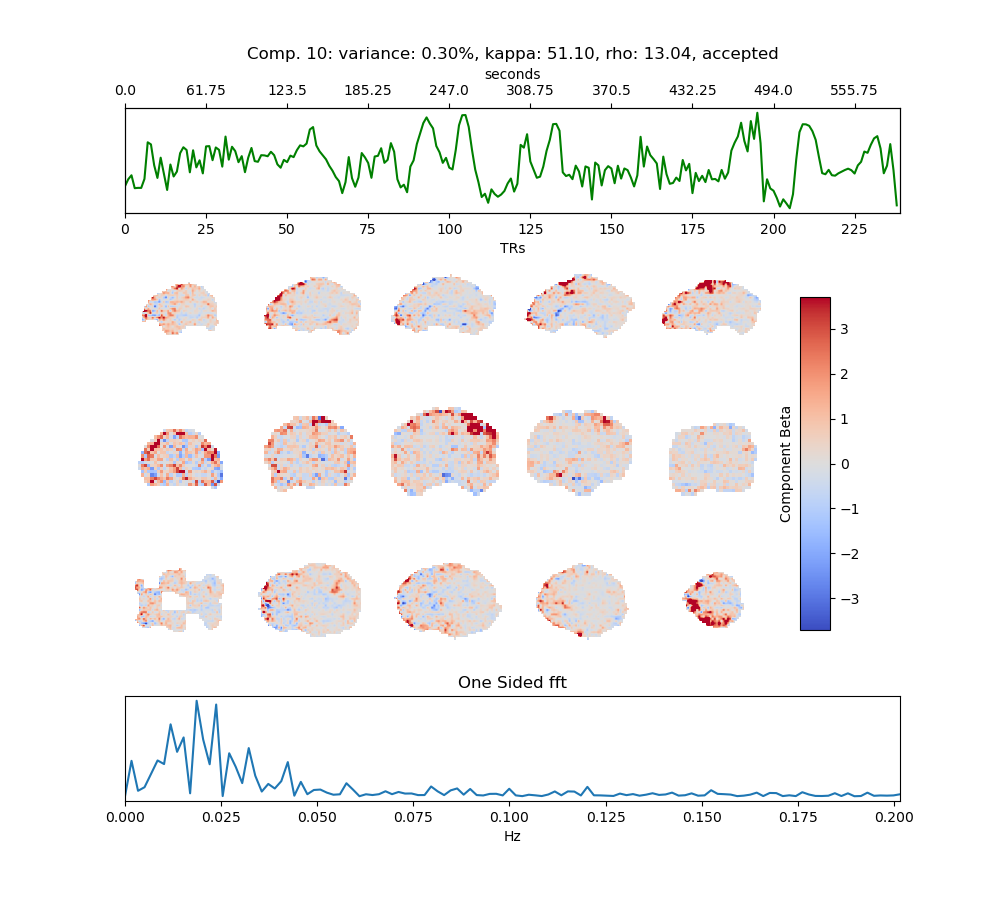 Comp. 10: variance: 0.30%, kappa: 51.10, rho: 13.04, accepted
seconds
0.0 61.75 123.5 185.25 247.0 308.75 370.5 432.25 494.0 555.75
0 25 50 75 100 125 150 175 200 225
TRs
3
2
1
0
−1
−2
−3
Component Beta
One Sided fft
0.000 0.025 0.050 0.075 0.100 0.125 0.150 0.175 0.200
Hz